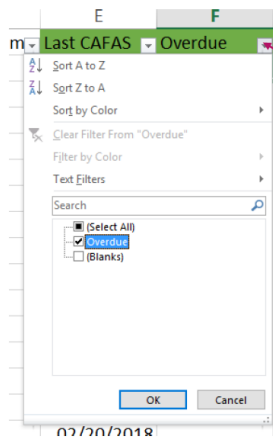 E F
m Last CAFAS Overdue
Sort A to Z
Sort Z to A
Sort by Color
Clear Filter From "Overdue"
Filter by Color
Text Filters
Search
(Select All)
Overdue
(Blanks)
OK Cancel
02/20/2018